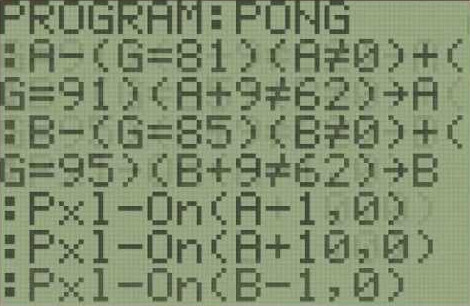 PROGRAM:PONG
:A-(G=81)(A≠0)+(
G=91)(A+9≠62)→A
:B-(G=85)(B≠0)+(
G=95)(B+9≠62)→B
:Pxl-On(A-1,0)
:Pxl-On(A+10,0)
:Pxl-On(B-1,0)